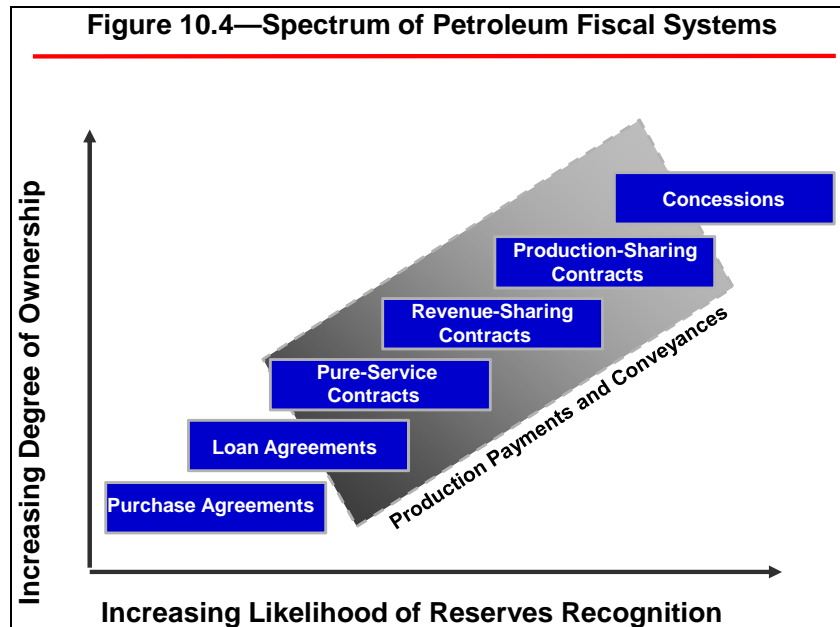 Figure 10.4—Spectrum of Petroleum Fiscal Systems
Increasing Degree of Ownership
Concessions
Production-Sharing
Contracts
Revenue-Sharing
Contracts
Pure-Service
Contracts
Loan Agreements
Purchase Agreements
Production Payments and Conveyances
Increasing Likelihood of Reserves Recognition